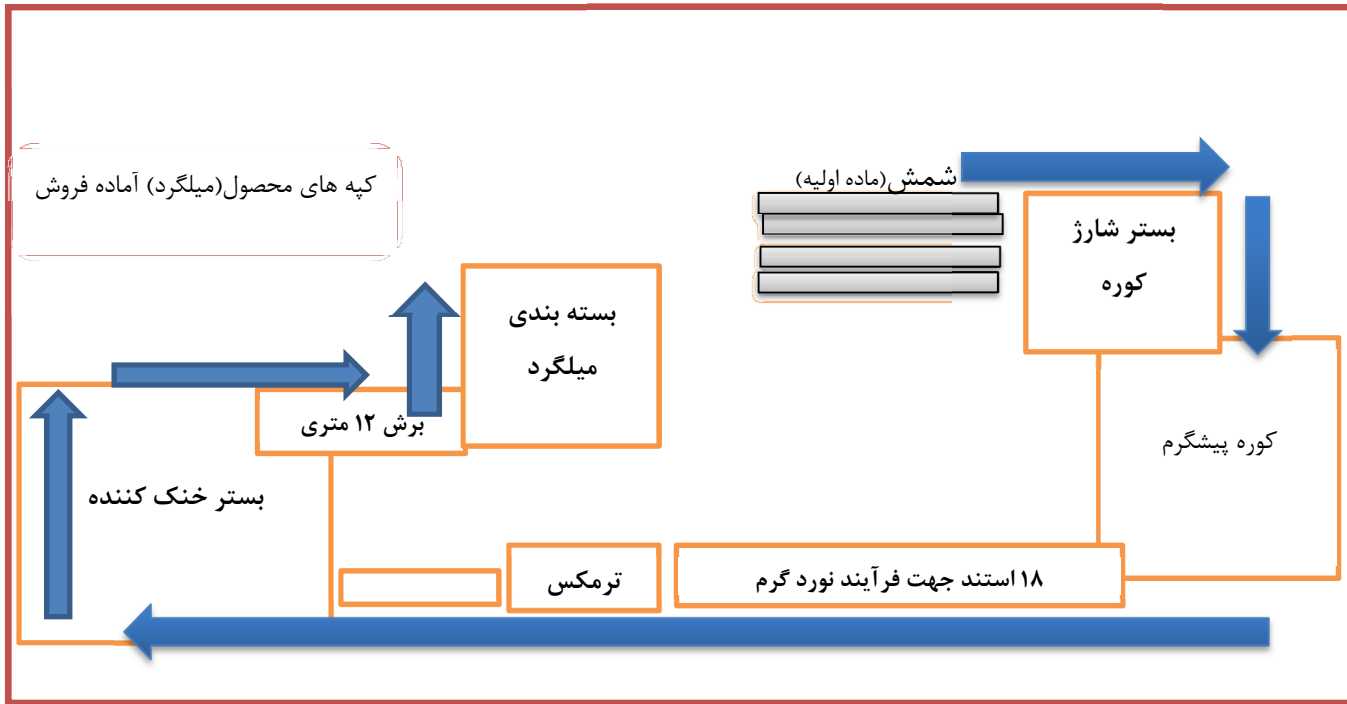 کپه های محصول(میلگرد) آماده فروش
شمش(ماده اولیه)
بستر شارژ
کوره
بسته بندی
میلگرد
برش ۱۲ متری
کوره پیشگرم
بستر خنک کننده
ترمکس
۱۸ استند جهت فرآیند نورد گرم